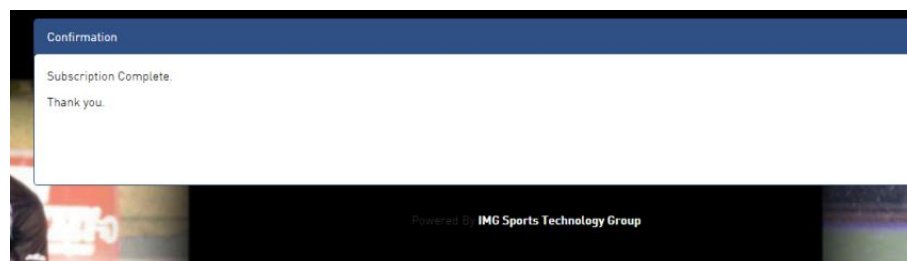 Confirmation
Subscription Complete.
Thank you.
Powered By IMG Sports Technology Group